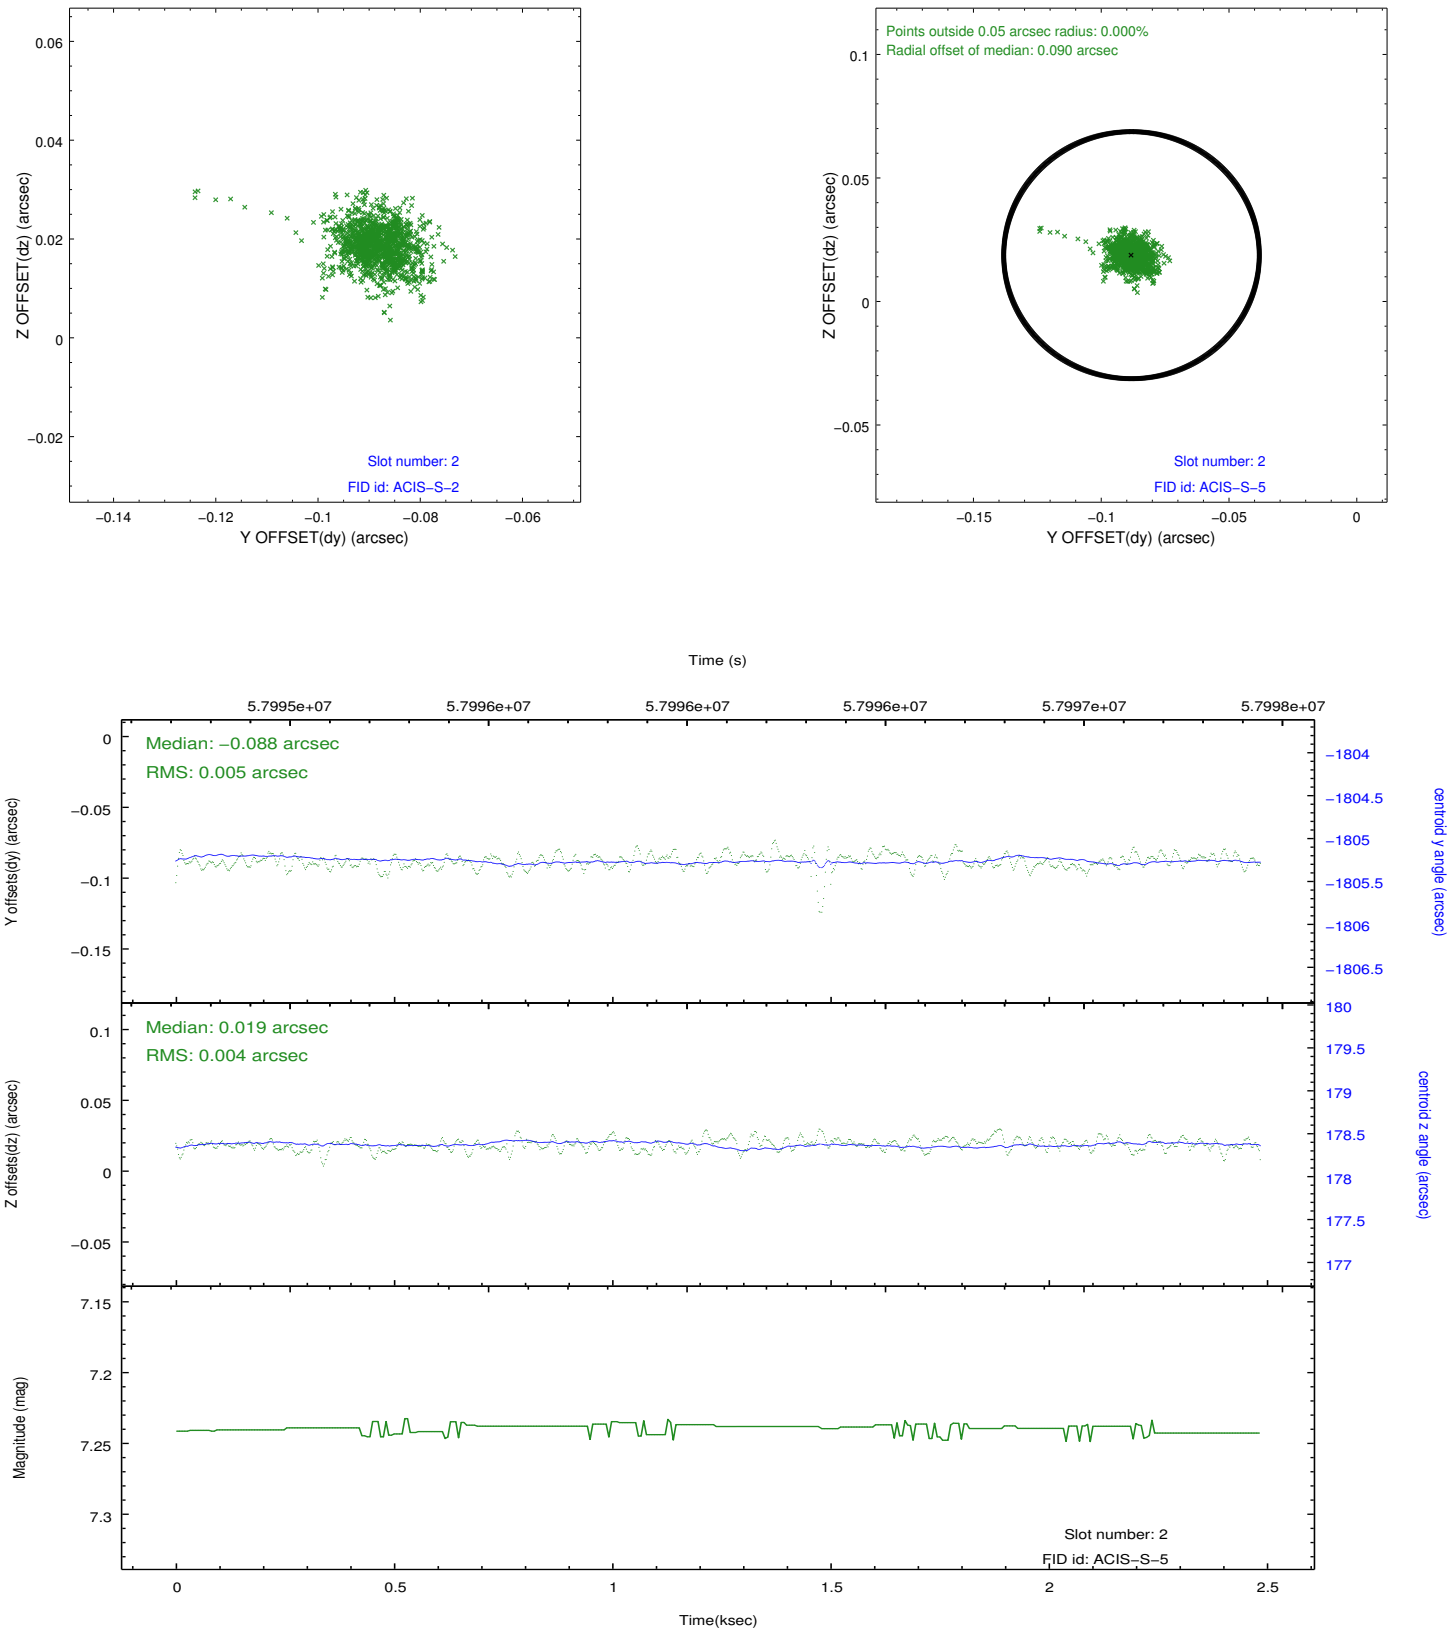 0.06
0.04
0.02
0
−0.02
Z OFFSET(dz) (arcsec)
Slot number: 2
FID id: ACIS−S−2
−0.14
−0.12
−0.1
−0.08
−0.06
Y OFFSET(dy) (arcsec)
Points outside 0.05 arcsec radius: 0.000%
Radial offset of median: 0.090 arcsec
0.1
0.05
0
−0.05
Z OFFSET(dz) (arcsec)
Slot number: 2
FID id: ACIS−S−5
−0.15
−0.1
−0.05
0
Y OFFSET(dy) (arcsec)
Time (s)
5.7995e+07
5.7996e+07
5.7996e+07
5.7996e+07
5.7997e+07
5.7998e+07
Median: −0.088 arcsec
RMS: 0.005 arcsec
0
−0.05
−0.1
−0.15
Y offsets(dy) (arcsec)
−1804
−1804.5
−1805
−1805.5
−1806
−1806.5
centroid y angle (arcsec)
Median: 0.019 arcsec
RMS: 0.004 arcsec
0.1
0.05
0
−0.05
Z offsets(dz) (arcsec)
180
179.5
179
178.5
178
177.5
177
centroid z angle (arcsec)
7.15
7.2
7.25
7.3
Magnitude (mag)
Slot number: 2
FID id: ACIS−S−5
0
0.5
1
1.5
2
2.5
Time(ksec)